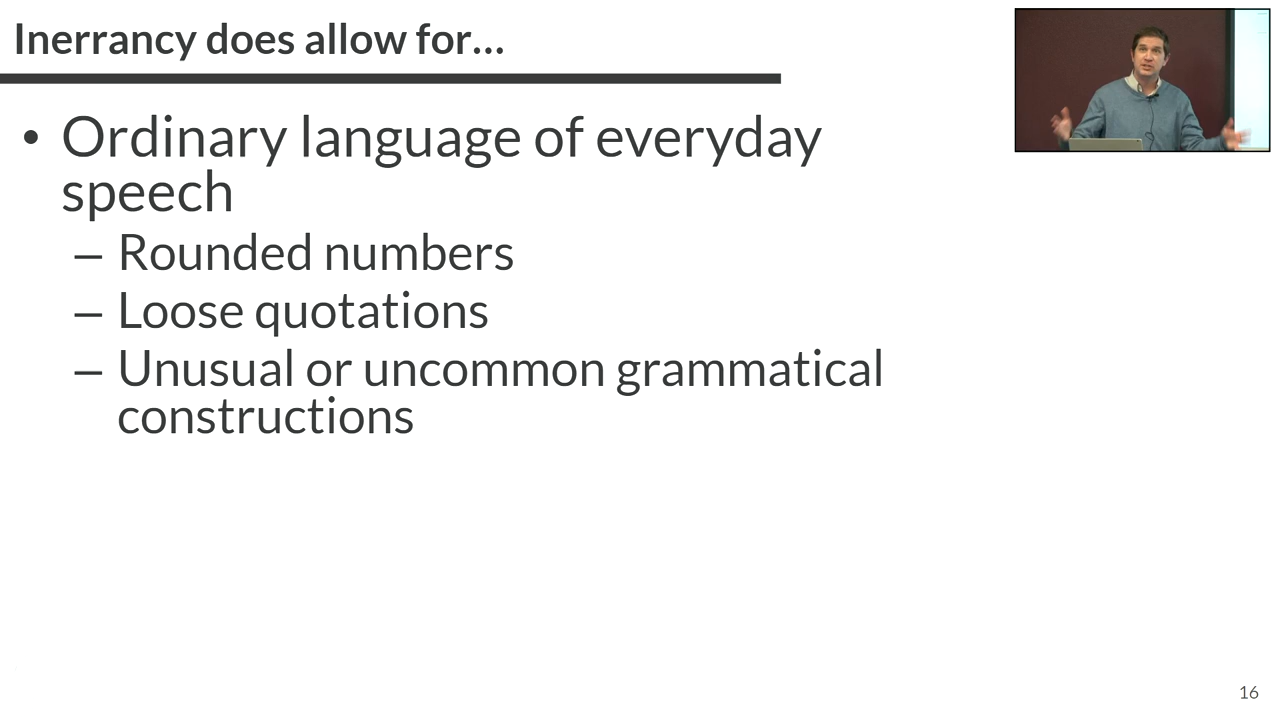 Inerrancy does allow for…
• Ordinary language of everyday
speech
– Rounded numbers
– Loose quotations
– Unusual or uncommon grammatical
constructions
16